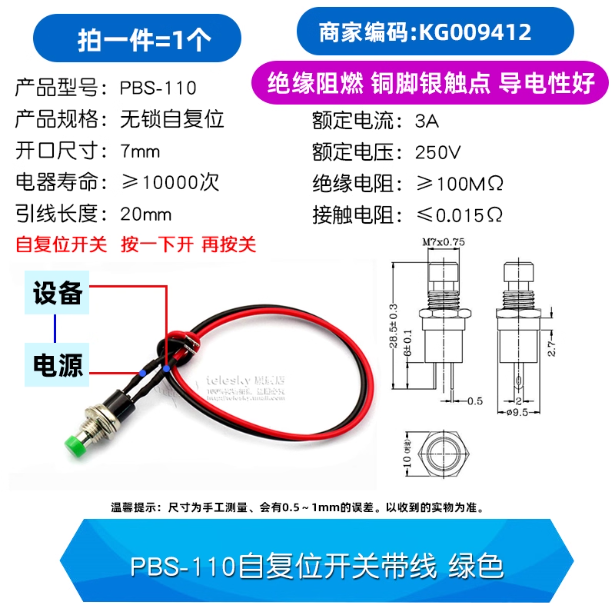 拍一件=1个
商家编码:KG009412
绝缘阻燃 铜脚银触点 导电性好
产品型号：PBS-110
产品规格：无锁自复位
开口尺寸：7mm
电器寿命：≥10000次
引线长度：20mm
额定电流：3A
额定电压：250V
绝缘电阻：≥100MΩ
接触电阻：≤0.015Ω
自复位开关 按一下开 再按关
设备
电源
telesky
M7x0.75
28.5±0.3
6±0.1
0.5
2.7
2
ø9.5
10
温馨提示：尺寸为手工测量、会有0.5～1mm的误差。以收到的实物为准。
PBS-110自复位开关带线 绿色